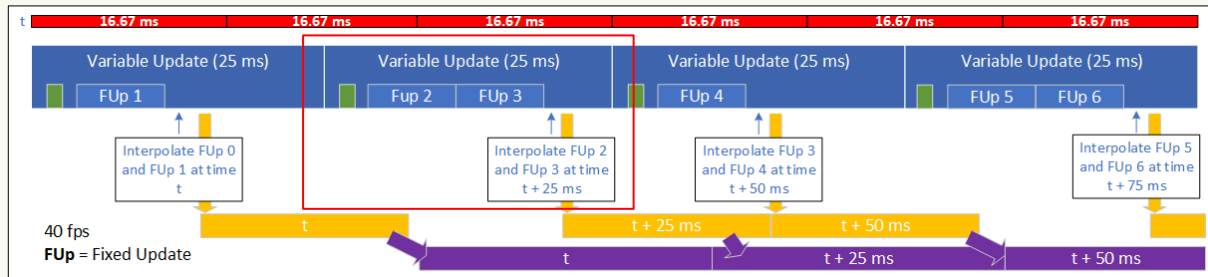 t
16.67 ms 16.67 ms 16.67 ms 16.67 ms 16.67 ms 16.67 ms
Variable Update (25 ms) Variable Update (25 ms) Variable Update (25 ms) Variable Update (25 ms)
FUp 1 Fup 2 FUp 3 FUp 4 FUp 5 FUp 6
Interpolate FUp 0
and FUp 1 at time
t
Interpolate FUp 2
and FUp 3 at time
t + 25 ms
Interpolate FUp 3
and FUp 4 at time
t + 50 ms
Interpolate FUp 5
and FUp 6 at time
t + 75 ms
t t + 25 ms t + 50 ms
40 fps
FUp = Fixed Update
t t + 25 ms t + 50 ms